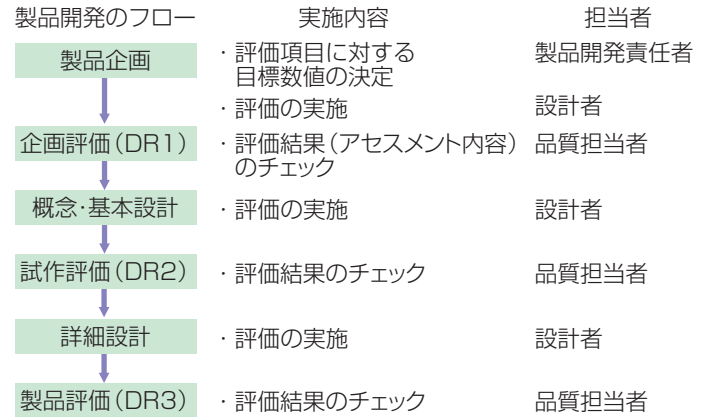 製品開発のフロー 実施内容 担当者
製品企画 ・評価項目に対する 製品開発責任者
目標数値の決定
・評価の実施 設計者
企画評価（DR1） ・評価結果（アセスメント内容） 品質担当者
のチェック
概念・基本設計 ・評価の実施 設計者
試作評価（DR2） ・評価結果のチェック 品質担当者
詳細設計 ・評価の実施 設計者
製品評価（DR3） ・評価結果のチェック 品質担当者